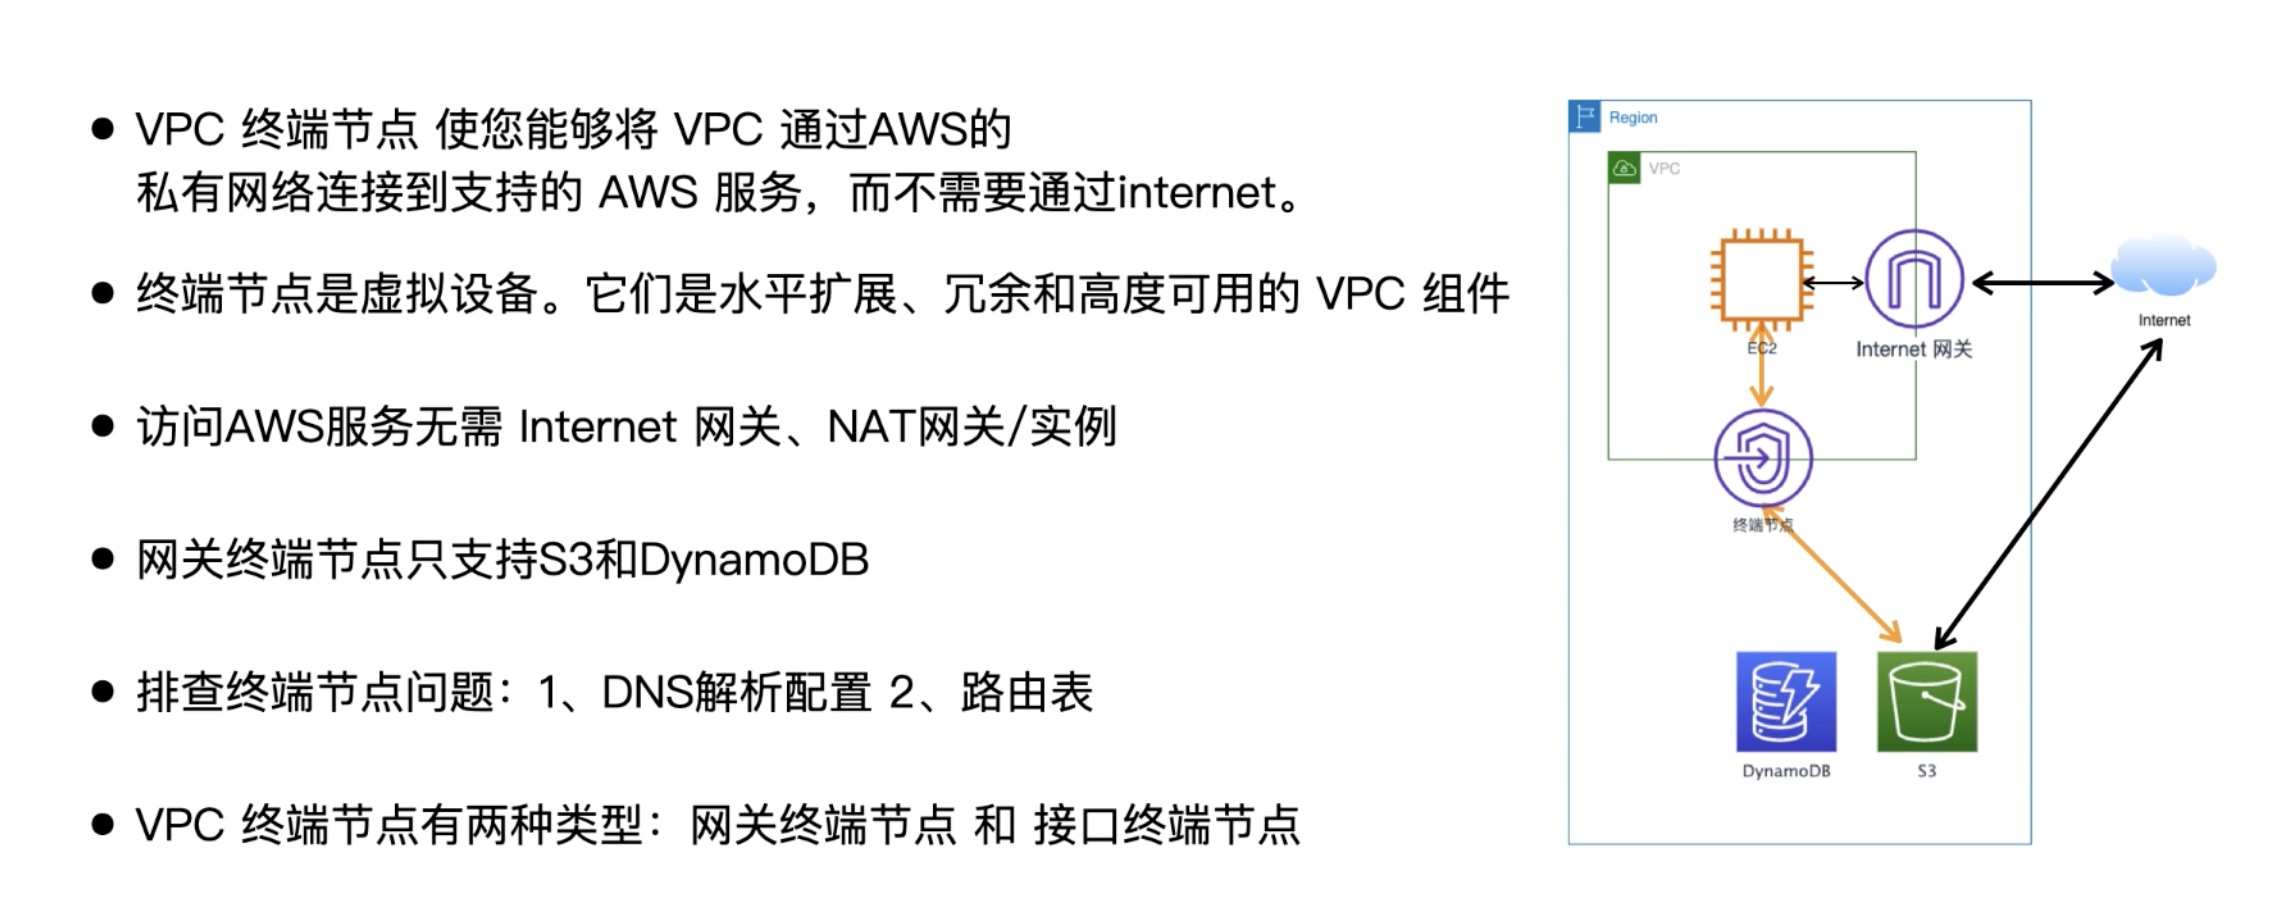 ● VPC 终端节点 使您能够将 VPC 通过AWS的
私有网络连接到支持的 AWS 服务，而不需要通过internet。
● 终端节点是虚拟设备。它们是水平扩展、冗余和高度可用的 VPC 组件
● 访问AWS服务无需 Internet 网关、NAT网关/实例
● 网关终端节点只支持S3和DynamoDB
● 排查终端节点问题：1、DNS解析配置 2、路由表
● VPC 终端节点有两种类型：网关终端节点 和 接口终端节点
Region
VPC
EC2
Internet 网关
Internet
终端节点
DynamoDB
S3